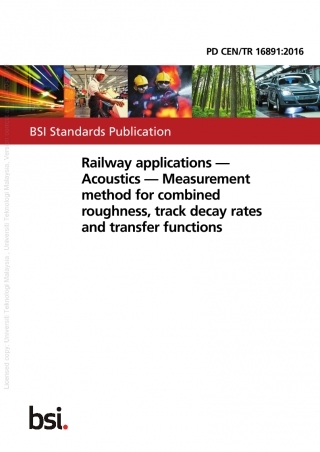 PD CEN/TR 16891:2016
BSI Standards Publication
Railway applications —
Acoustics — Measurement
method for combined
roughness, track decay rates
and transfer functions
bsi.
Licensed copy: Universiti Teknologi Malaysia, Universiti Teknologi Malaysia, Version